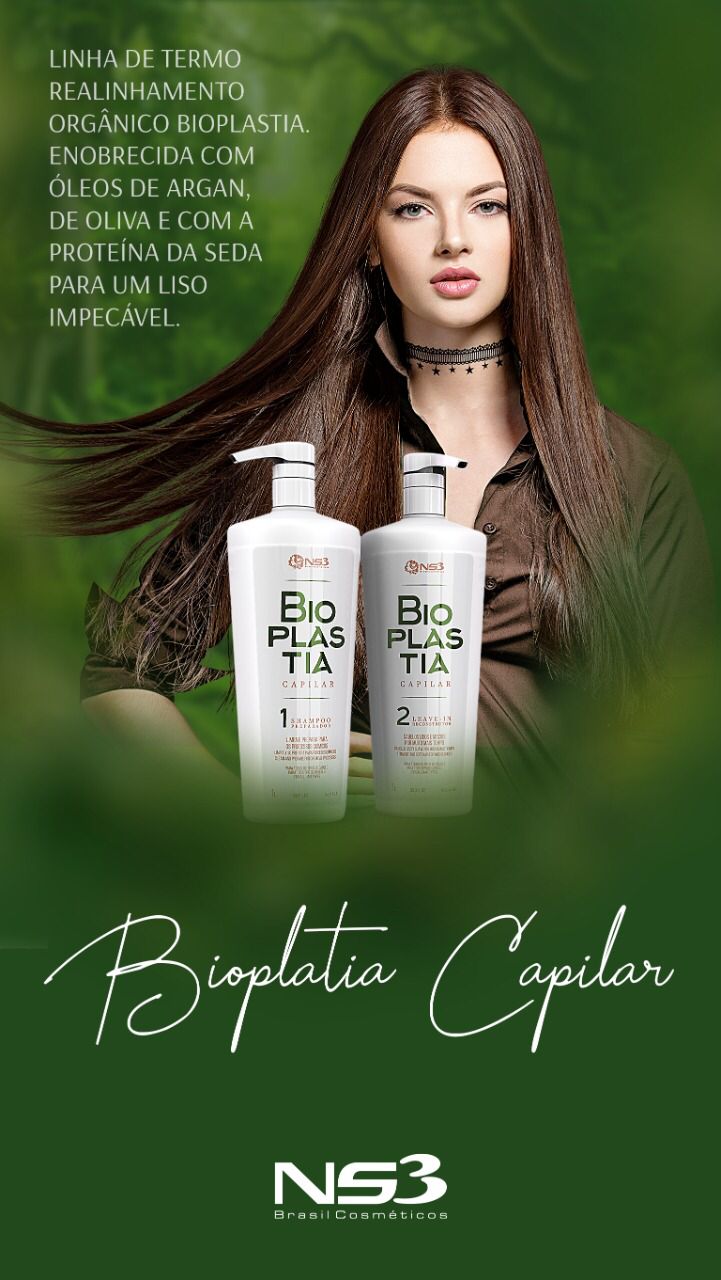 LINHA DE TERMO
REALINHAMENTO
ORGÂNICO BIOPLASTIA.
ENOBRECIDA COM
ÓLEOS DE ARGAN,
DE OLIVA E COM A
PROTEÍNA DA SEDA
PARA UM LISO
IMPECÁVEL.
NS3
BIO
PLAS
TIA
CAPILAR
1 SHAMPOO
PREPARADOR
NS3
BIO
PLAS
TIA
CAPILAR
2 LEAVE-IN
RECONSTRUTOR
Bioplatia Capilar
NS3
Brasil Cosméticos